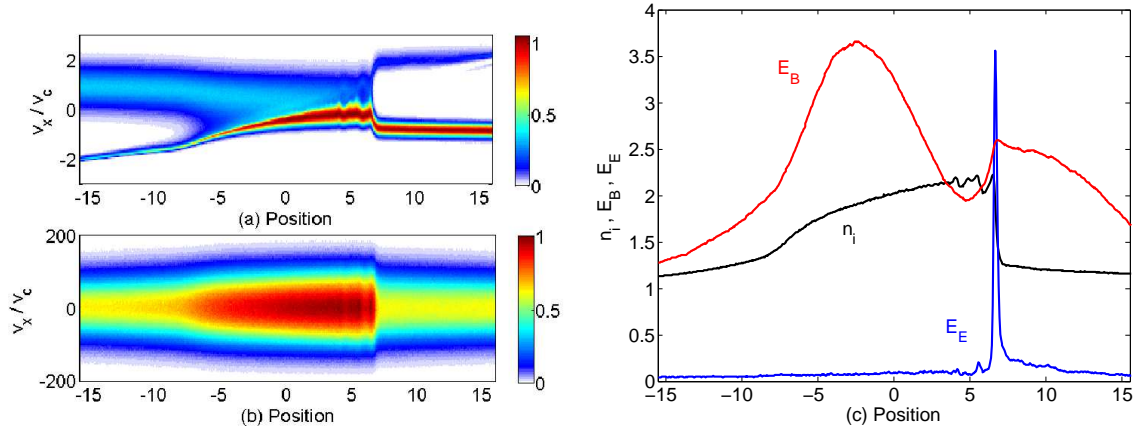 v_x / v_c
2
0
-2
1
0.5
0
-15 -10 -5 0 5 10 15
(a) Position
v_x / v_c
200
0
-200
1
0.5
0
-15 -10 -5 0 5 10 15
(b) Position
n_i , E_B , E_E
4
3.5
3
2.5
2
1.5
1
0.5
0
E_B
n_i
E_E
−15 −10 −5 0 5 10 15
(c) Position